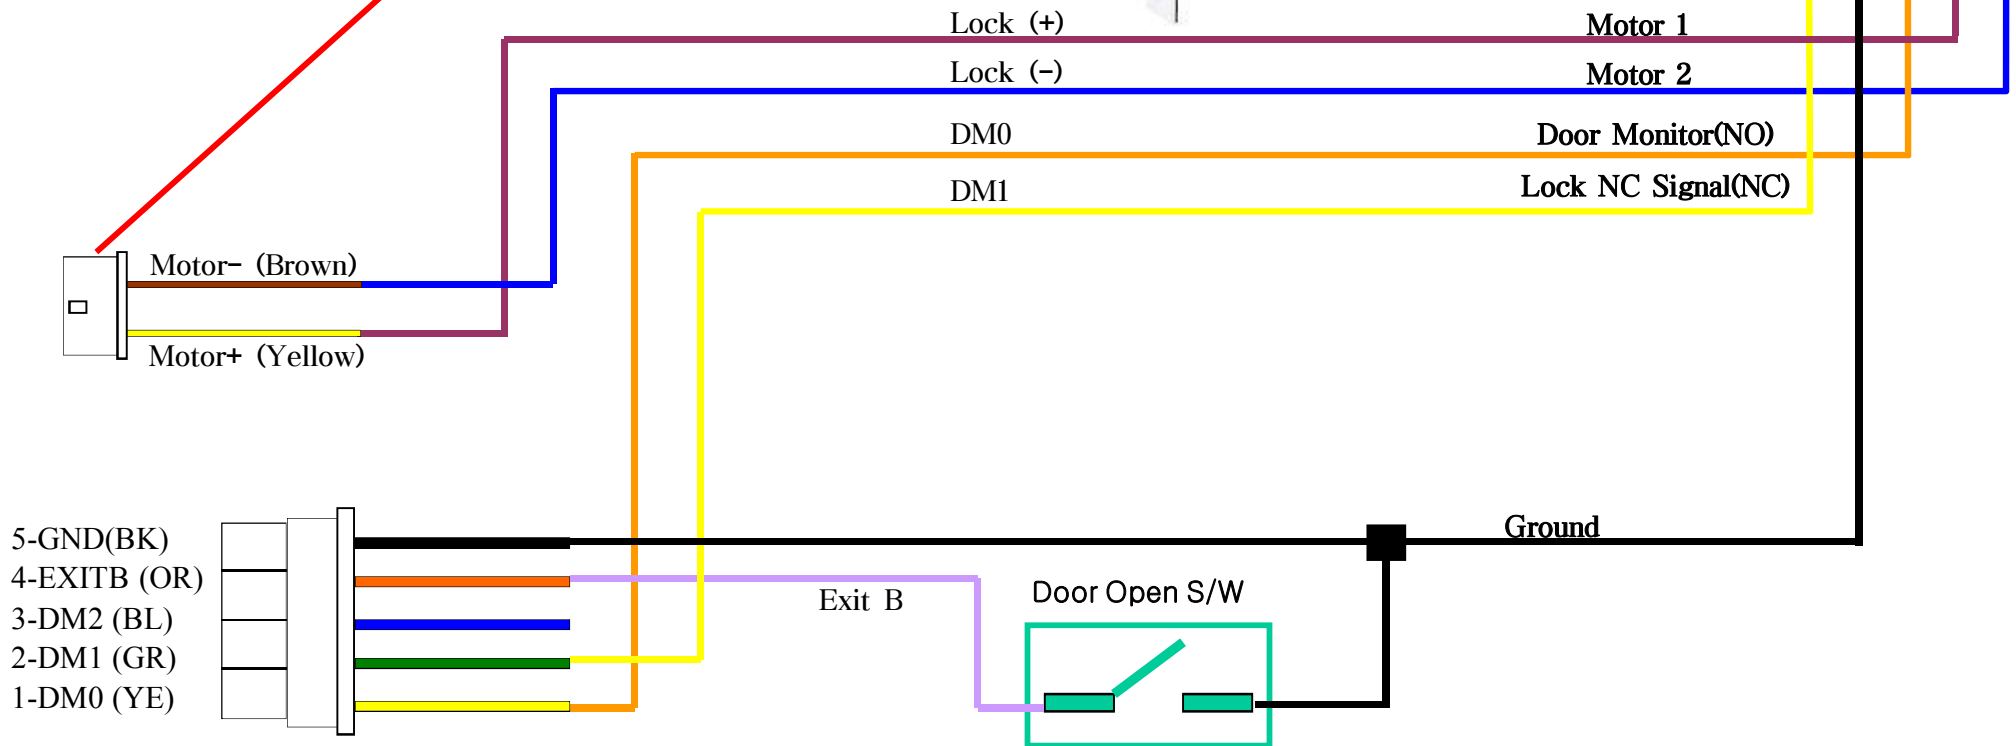 Lock (+)
Motor 1
Lock (-)
Motor 2
DM0
Door Monitor(NO)
DM1
Lock NC Signal(NC)
Motor- (Brown)
Motor+ (Yellow)
5-GND(BK)
Ground
4-EXITB (OR)
Exit B
Door Open S/W
3-DM2 (BL)
2-DM1 (GR)
1-DM0 (YE)